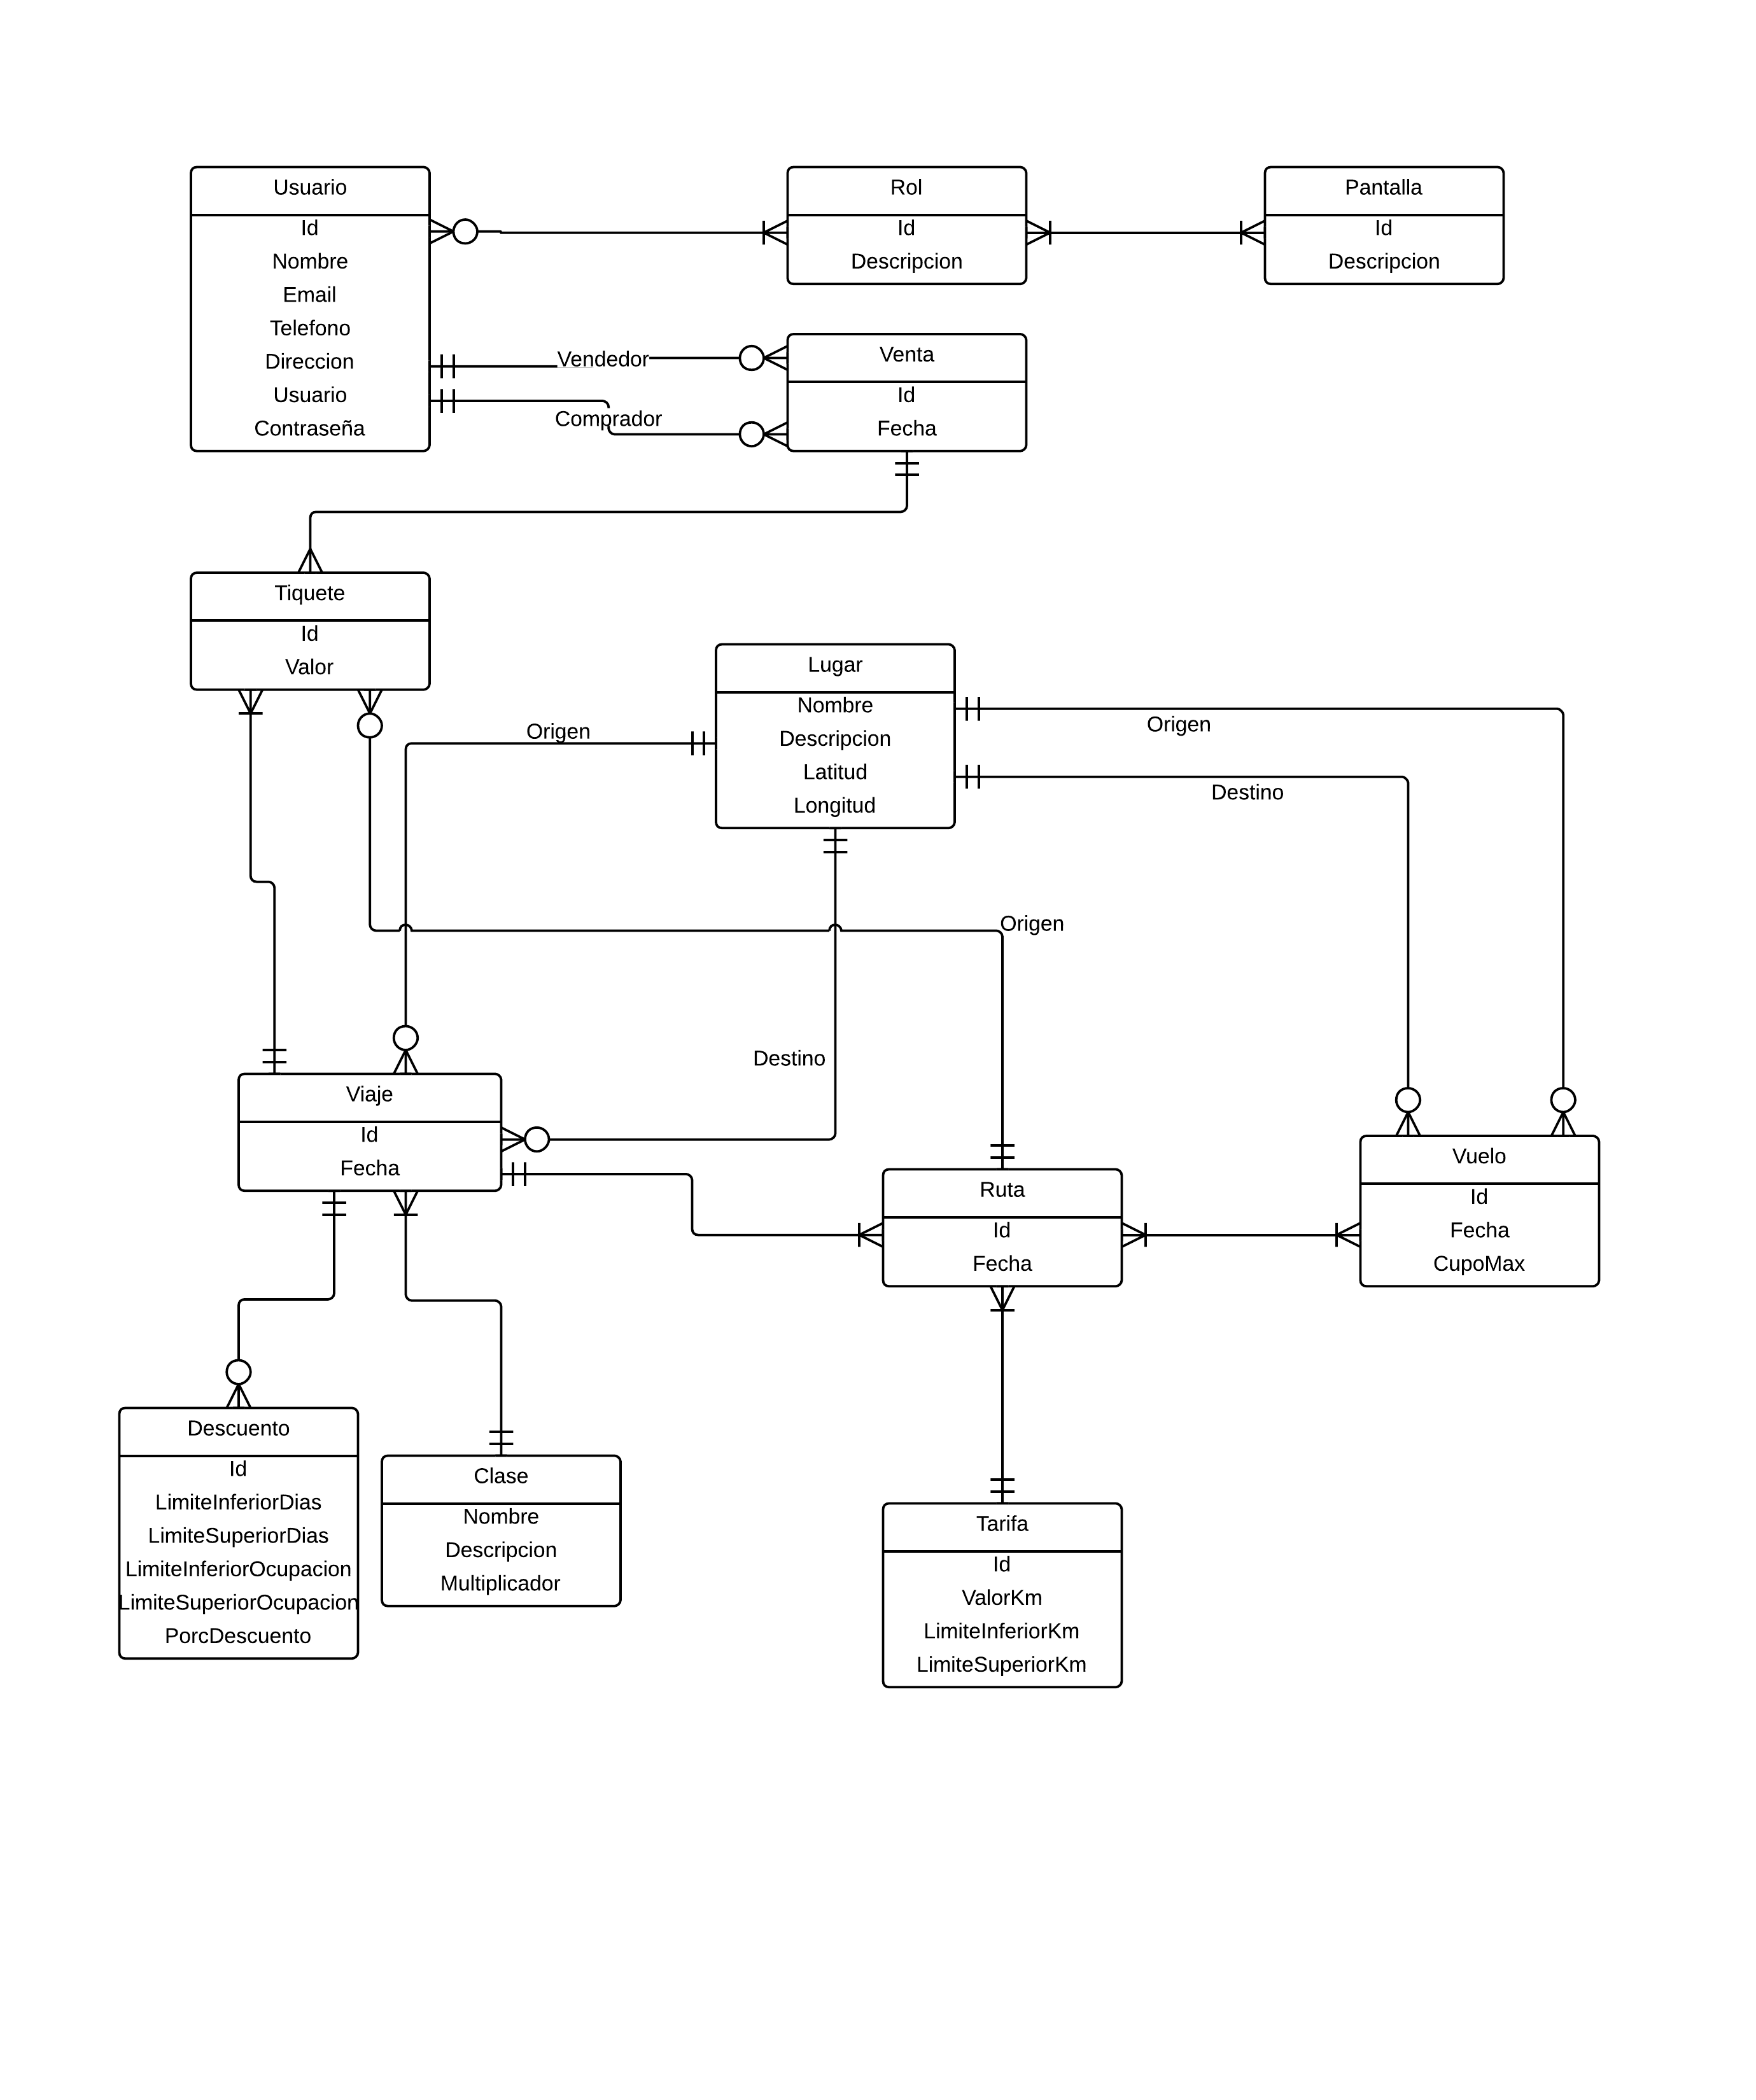 Usuario
Id
Nombre
Email
Telefono
Direccion
Usuario
Contraseña
Rol
Id
Descripcion
Pantalla
Id
Descripcion
Vendedor
Comprador
Venta
Id
Fecha
Tiquete
Id
Valor
Lugar
Nombre
Descripcion
Latitud
Longitud
Origen
Origen
Destino
Origen
Destino
Viaje
Id
Fecha
Ruta
Id
Fecha
Vuelo
Id
Fecha
CupoMax
Descuento
Id
LimiteInferiorDias
LimiteSuperiorDias
LimiteInferiorOcupacion
LimiteSuperiorOcupacion
PorcDescuento
Clase
Nombre
Descripcion
Multiplicador
Tarifa
Id
ValorKm
LimiteInferiorKm
LimiteSuperiorKm